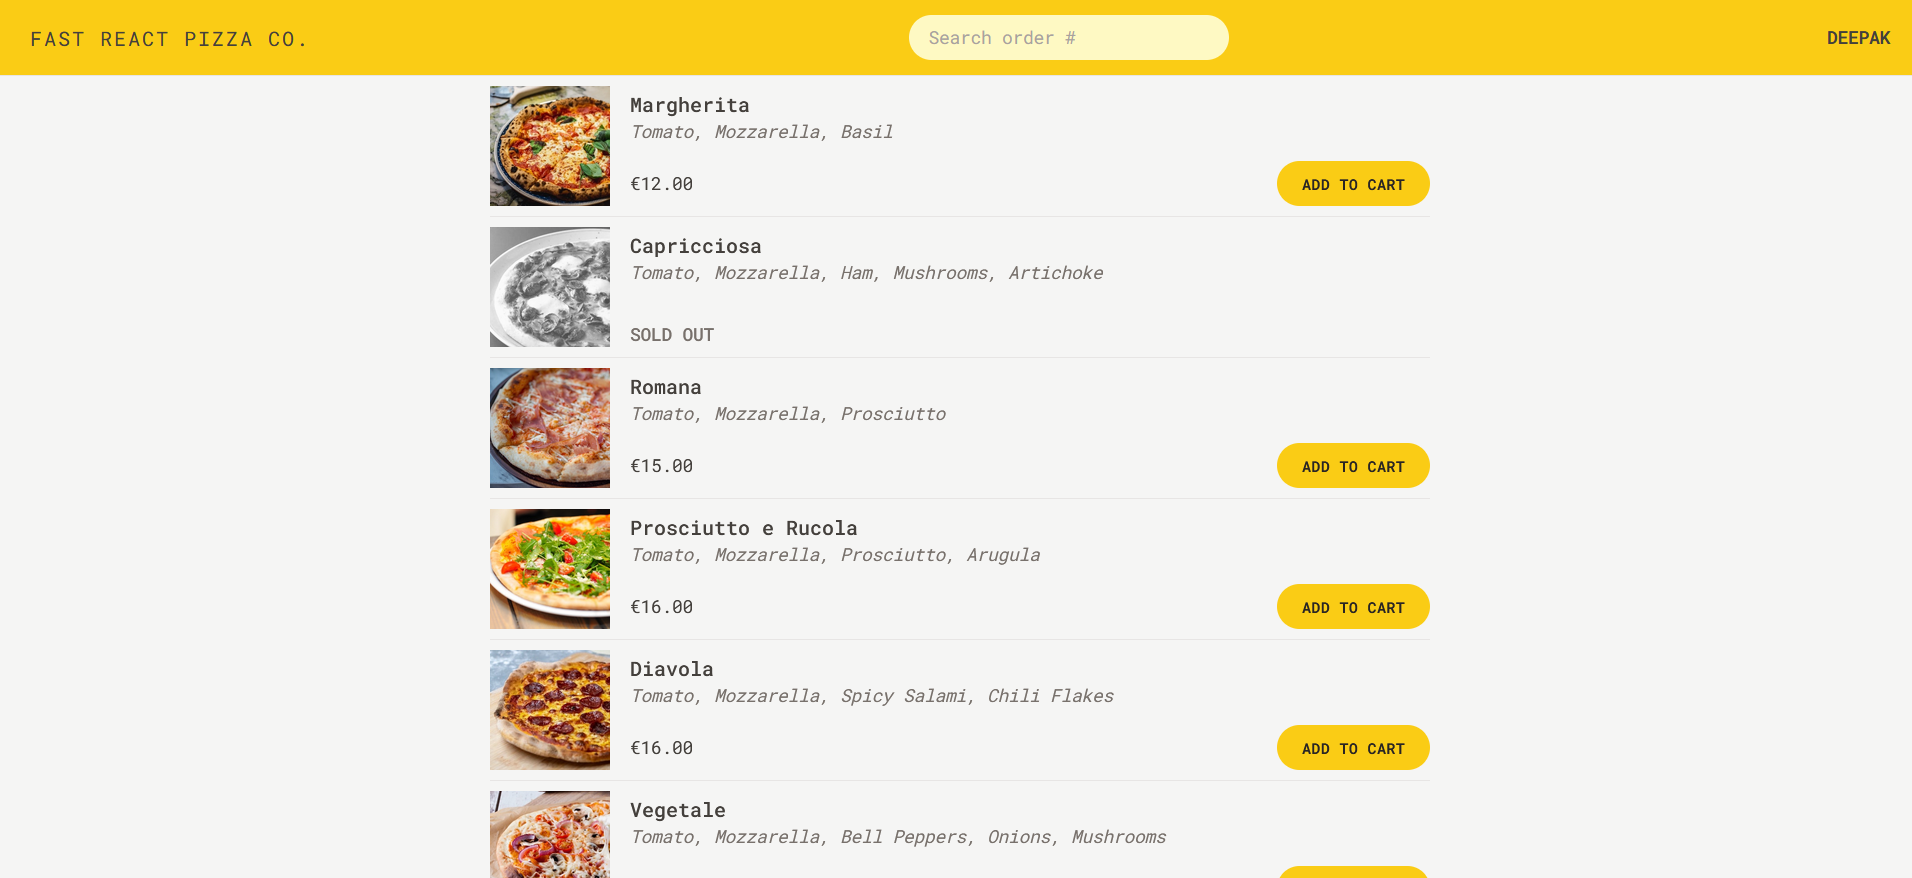 FAST REACT PIZZA CO.
Search order #
DEEPAK
Margherita
Tomato, Mozzarella, Basil
€12.00
ADD TO CART
Capricciosa
Tomato, Mozzarella, Ham, Mushrooms, Artichoke
SOLD OUT
Romana
Tomato, Mozzarella, Prosciutto
€15.00
ADD TO CART
Prosciutto e Rucola
Tomato, Mozzarella, Prosciutto, Arugula
€16.00
ADD TO CART
Diavola
Tomato, Mozzarella, Spicy Salami, Chili Flakes
€16.00
ADD TO CART
Vegetale
Tomato, Mozzarella, Bell Peppers, Onions, Mushrooms